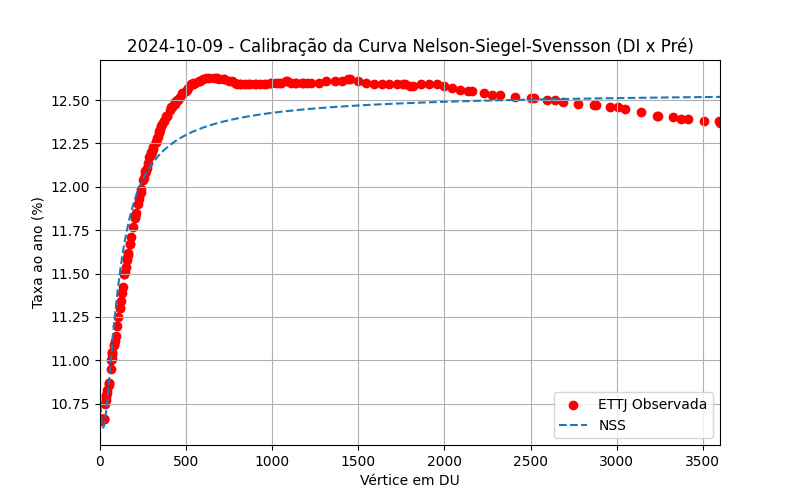 2024-10-09 - Calibração da Curva Nelson-Siegel-Svensson (DI x Pré)
Taxa ao ano (%)
12.50
12.25
12.00
11.75
11.50
11.25
11.00
10.75
ETTJ Observada
NSS
0 500 1000 1500 2000 2500 3000 3500
Vértice em DU